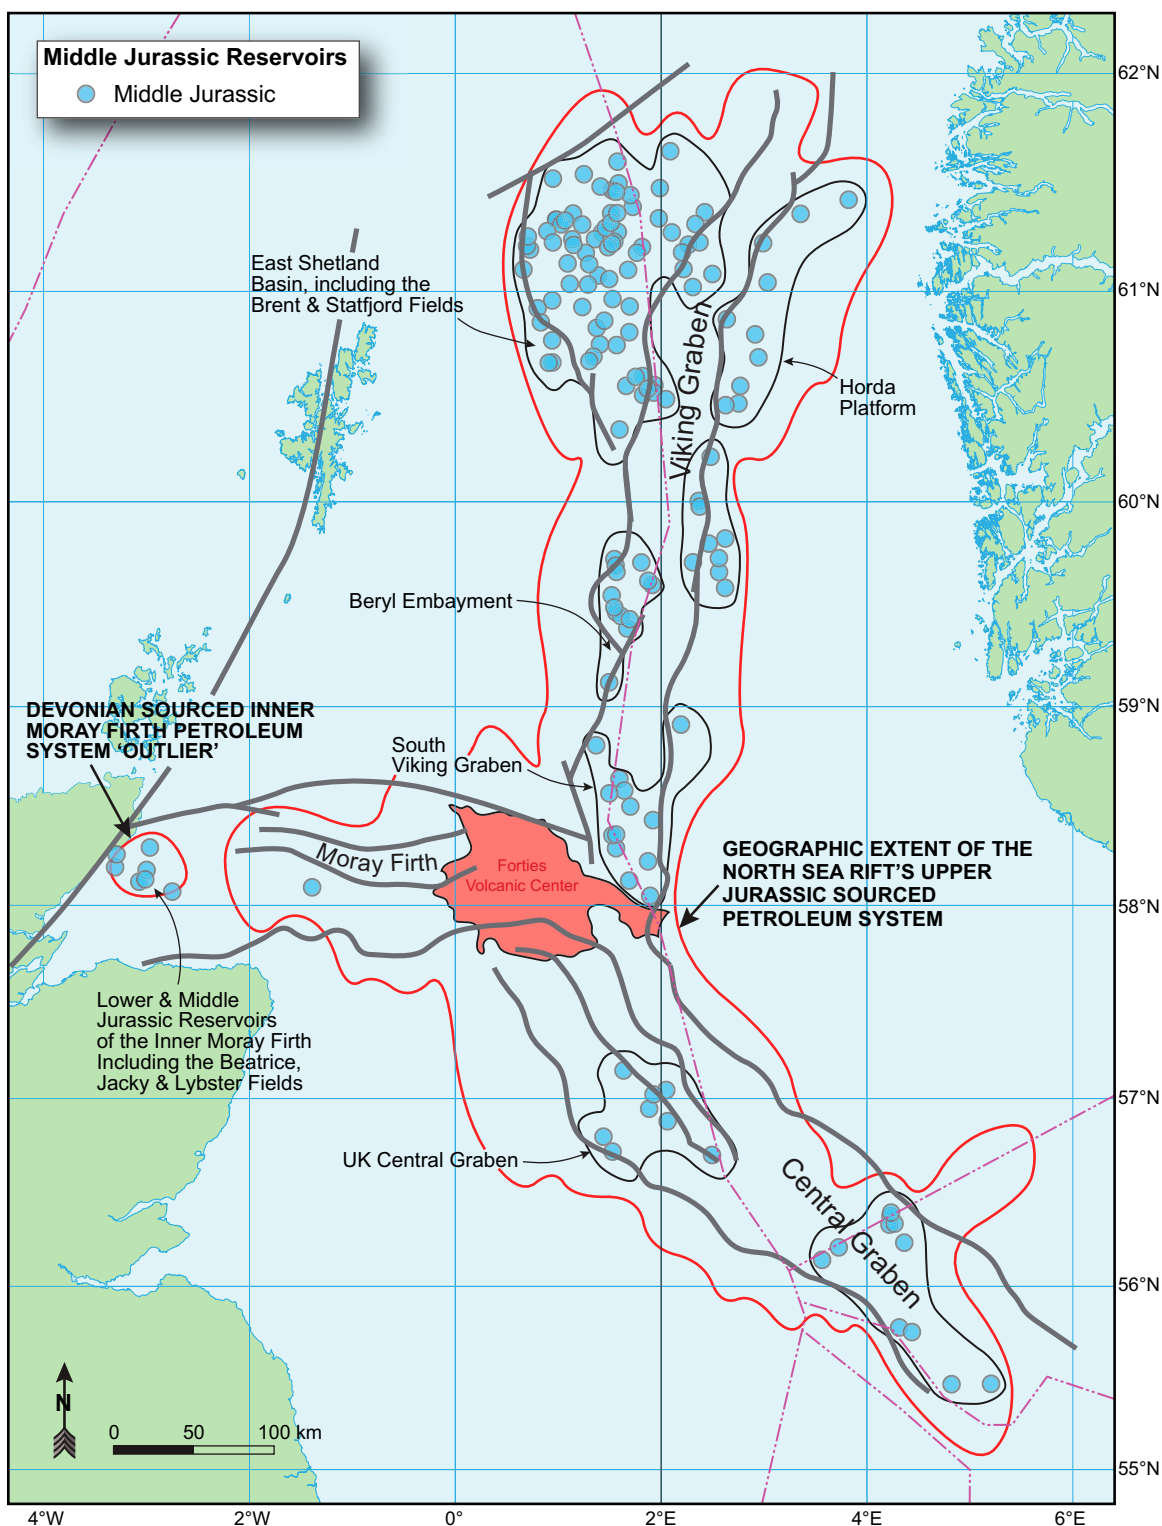 Middle Jurassic Reservoirs
Middle Jurassic
62°N
61°N
60°N
59°N
58°N
57°N
56°N
55°N
East Shetland
Basin, including the
Brent & Statfjord Fields
Viking Graben
Horda
Platform
Beryl Embayment
DEVONIAN SOURCED INNER
MORAY FIRTH PETROLEUM
SYSTEM ‘OUTLIER’
South
Viking Graben
Moray Firth
Forties
Volcanic Center
GEOGRAPHIC EXTENT OF THE
NORTH SEA RIFT’S UPPER
JURASSIC SOURCED
PETROLEUM SYSTEM
Lower & Middle
Jurassic Reservoirs
of the Inner Moray Firth
Including the Beatrice,
Jacky & Lybster Fields
UK Central Graben
Central Graben
N
0 50 100 km
4°W 2°W 0° 2°E 4°E 6°E